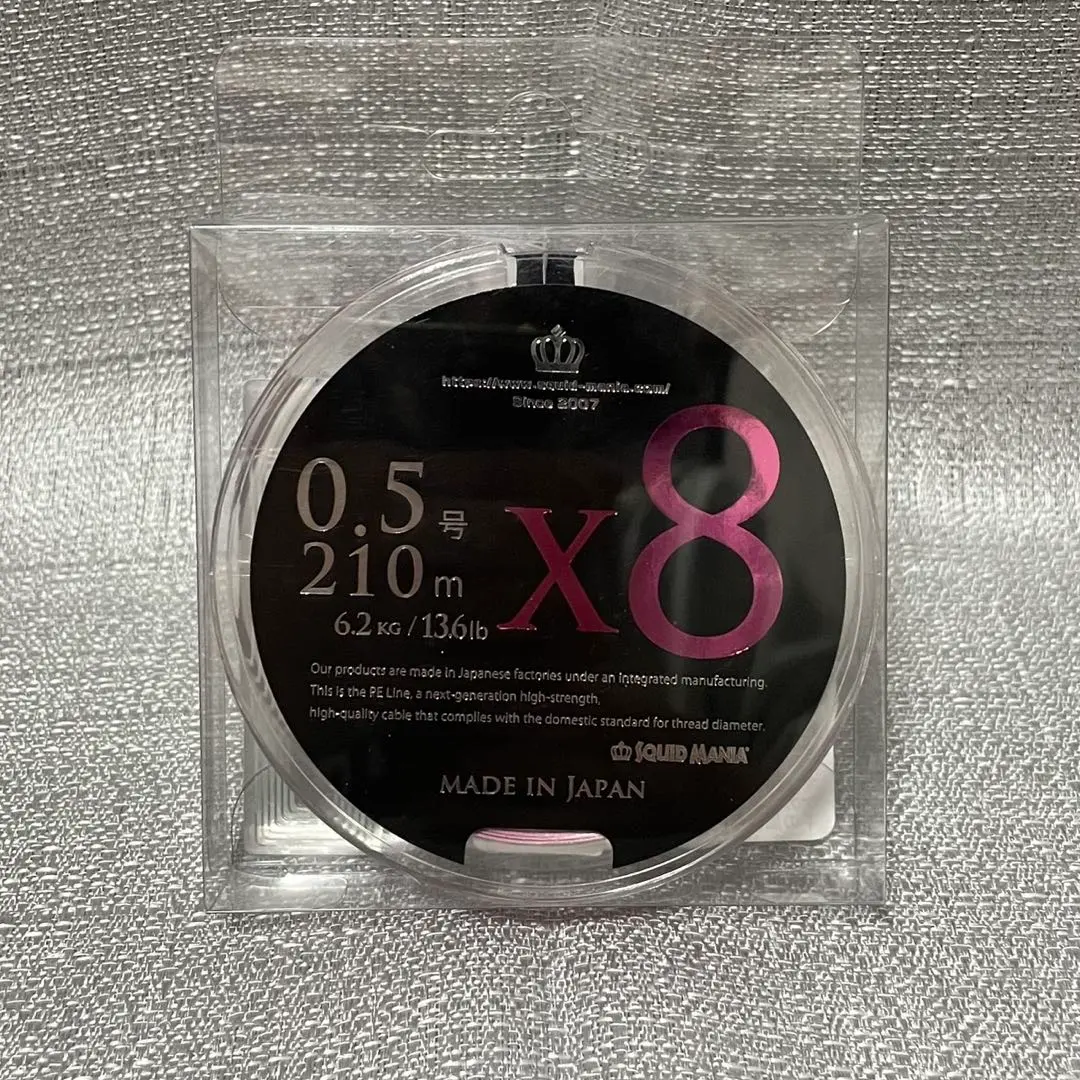 https://www.squid-mania.com/
Since 2007
0.5号
210m
6.2KG / 13.6lb
x8
Our products are made in Japanese factories under an integrated manufacturing.
This is the PE Line, a next-generation high-strength,
high-quality cable that complies with the domestic standard for thread diameter.
SQUID MANIA
MADE IN JAPAN